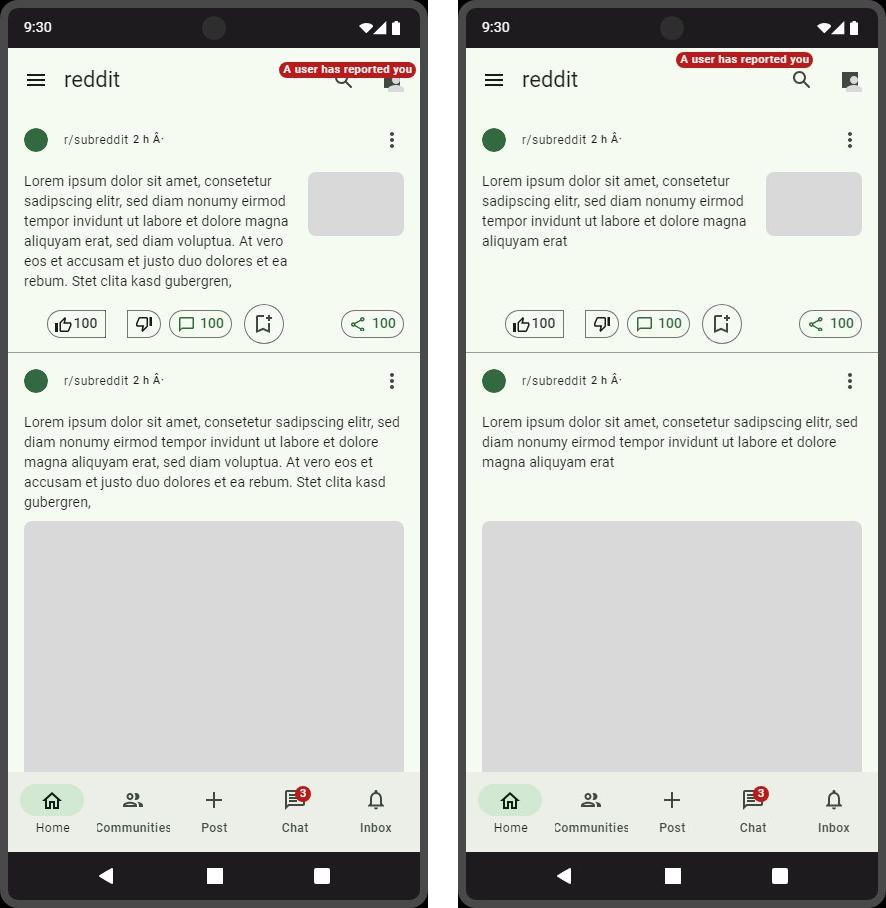 9:30
A user has reported you
reddit
r/subreddit 2 h Â·
Lorem ipsum dolor sit amet, consetetur
sadipscing elitr, sed diam nonumy eirmod
tempor invidunt ut labore et dolore magna
aliquyam erat, sed diam voluptua. At vero
eos et accusam et justo duo dolores et ea
rebum. Stet clita kasd gubergren,
100
100
100
r/subreddit 2 h Â·
Lorem ipsum dolor sit amet, consetetur sadipscing elitr, sed
diam nonumy eirmod tempor invidunt ut labore et dolore
magna aliquyam erat, sed diam voluptua. At vero eos et
accusam et justo duo dolores et ea rebum. Stet clita kasd
gubergren,
3
Home
Communities
Post
Chat
Inbox
9:30
A user has reported you
reddit
r/subreddit 2 h Â·
Lorem ipsum dolor sit amet, consetetur
sadipscing elitr, sed diam nonumy eirmod
tempor invidunt ut labore et dolore magna
aliquyam erat
100
100
100
r/subreddit 2 h Â·
Lorem ipsum dolor sit amet, consetetur sadipscing elitr, sed
diam nonumy eirmod tempor invidunt ut labore et dolore
magna aliquyam erat
3
Home
Communities
Post
Chat
Inbox